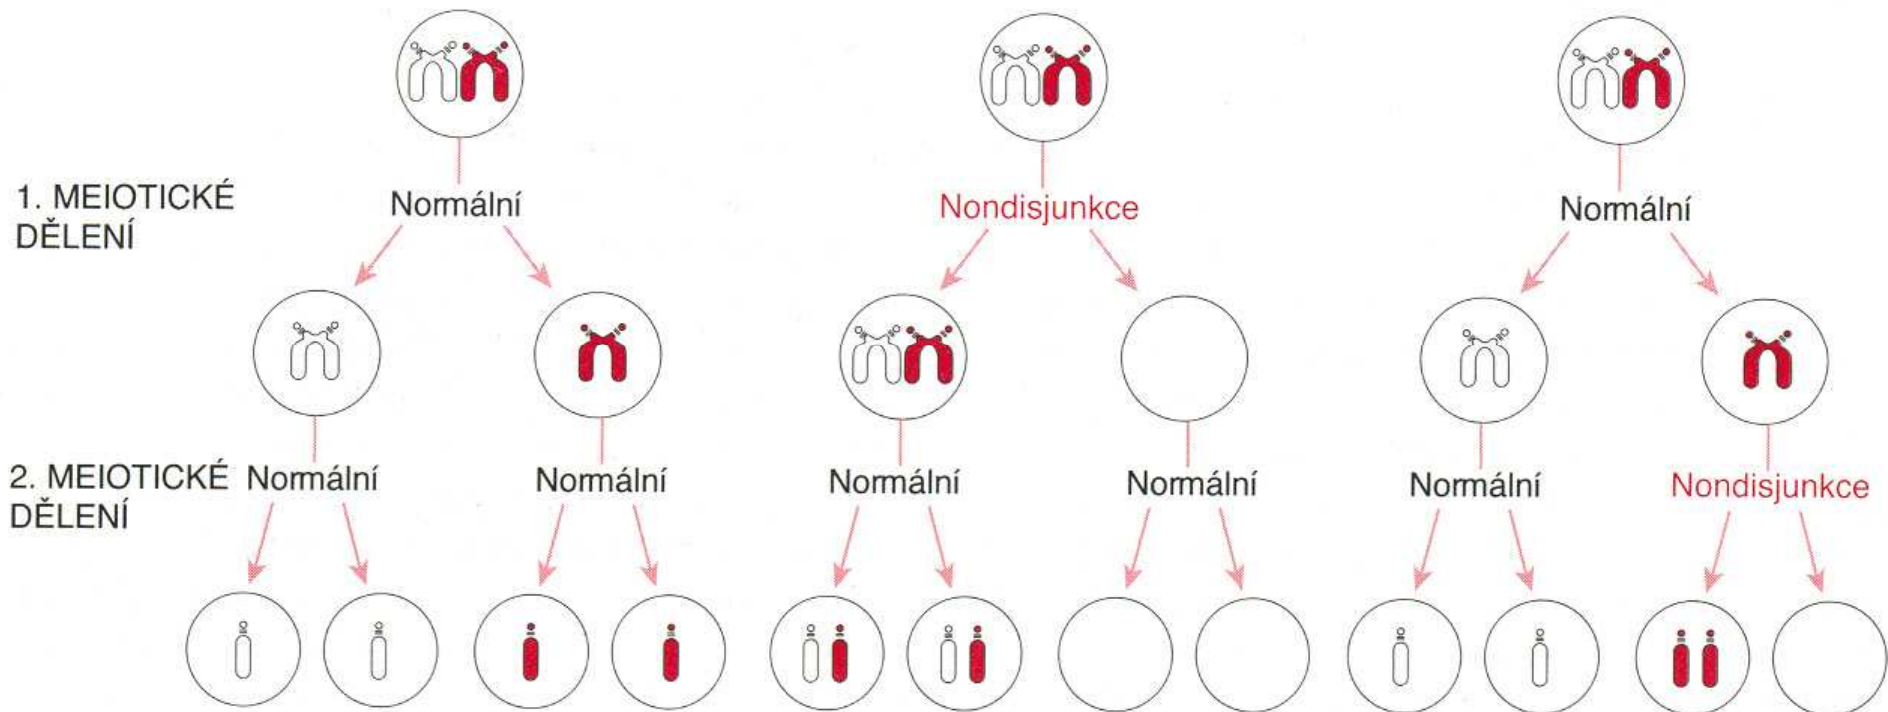 1. MEIOTICKÉ
DĚLENÍ
Normální
Nondisjunkce
Normální
2. MEIOTICKÉ
DĚLENÍ
Normální
Normální
Normální
Normální
Normální
Nondisjunkce